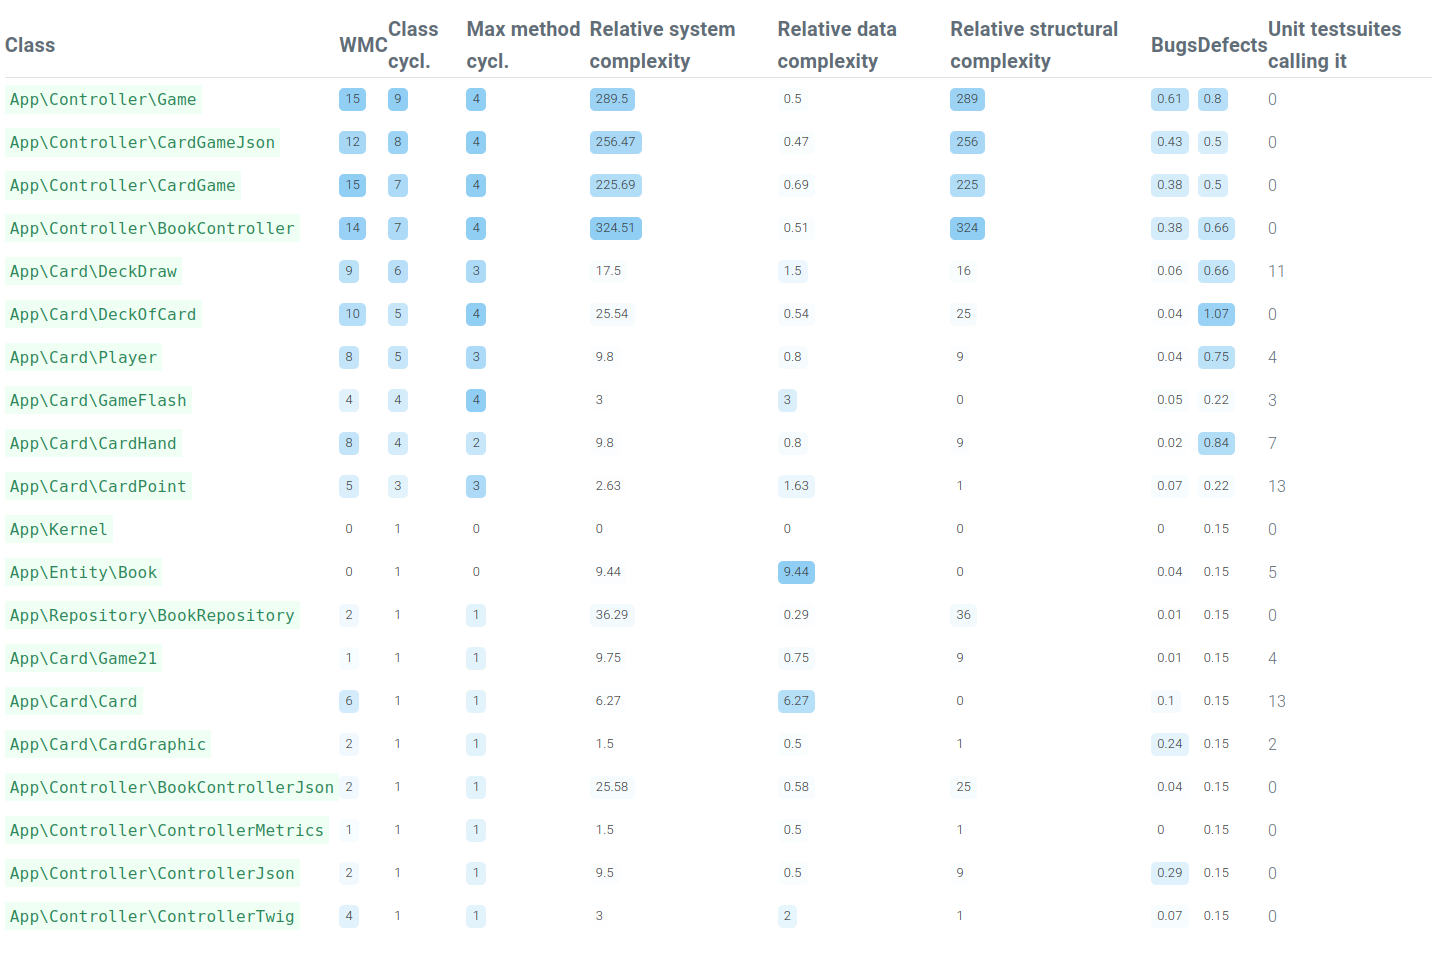 Class WMC Class cycl. Max method cycl. Relative system complexity Relative data complexity Relative structural complexity Bugs Defects Unit testsuites calling it
App\Controller\Game 15 9 4 289.5 0.5 289 0.61 0.8 0
App\Controller\CardGameJson 12 8 4 256.47 0.47 256 0.43 0.5 0
App\Controller\CardGame 15 7 4 225.69 0.69 225 0.38 0.5 0
App\Controller\BookController 14 7 4 324.51 0.51 324 0.38 0.66 0
App\Card\DeckDraw 9 6 3 17.5 1.5 16 0.06 0.66 11
App\Card\DeckOfCard 10 5 4 25.54 0.54 25 0.04 1.07 0
App\Card\Player 8 5 3 9.8 0.8 9 0.04 0.75 4
App\Card\GameFlash 4 4 4 3 3 0 0.05 0.22 3
App\Card\CardHand 8 4 2 9.8 0.8 9 0.02 0.84 7
App\Card\CardPoint 5 3 3 2.63 1.63 1 0.07 0.22 13
App\Kernel 0 1 0 0 0 0 0 0.15 0
App\Entity\Book 0 1 0 9.44 9.44 0 0.04 0.15 5
App\Repository\BookRepository 2 1 1 36.29 0.29 36 0.01 0.15 0
App\Card\Game21 1 1 1 9.75 0.75 9 0.01 0.15 4
App\Card\Card 6 1 1 6.27 6.27 0 0.1 0.15 13
App\Card\CardGraphic 2 1 1 1.5 0.5 1 0.24 0.15 2
App\Controller\BookControllerJson 2 1 1 25.58 0.58 25 0.04 0.15 0
App\Controller\ControllerMetrics 1 1 1 1.5 0.5 1 0 0.15 0
App\Controller\ControllerJson 2 1 1 9.5 0.5 9 0.29 0.15 0
App\Controller\ControllerTwig 4 1 1 3 2 1 0.07 0.15 0